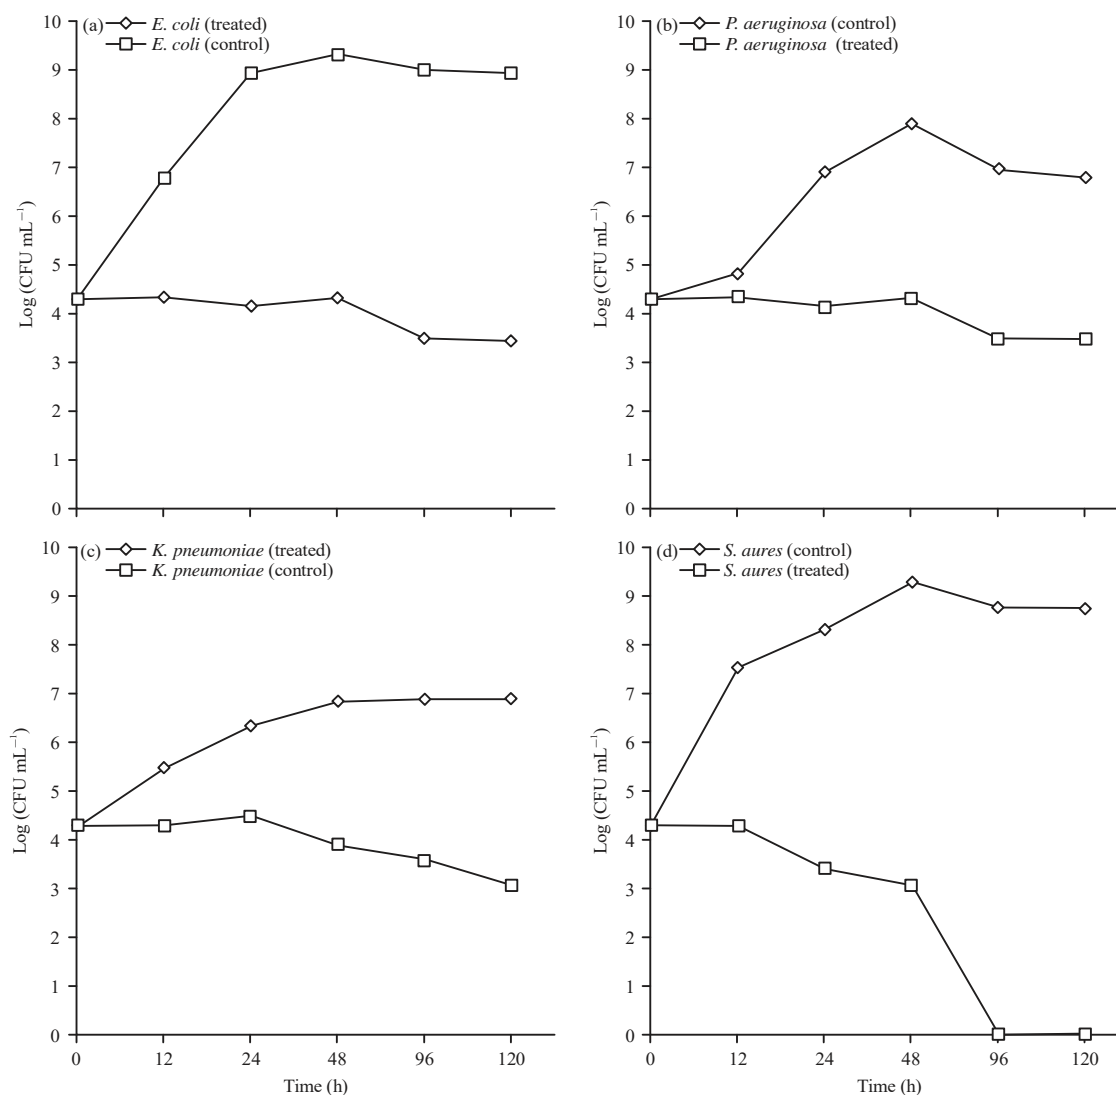 (a)
E. coli (treated)
E. coli (control)
10
9
8
7
6
5
4
3
2
1
0
Log (CFU mL⁻¹)
(b)
P. aeruginosa (control)
P. aeruginosa (treated)
10
9
8
7
6
5
4
3
2
1
0
Log (CFU mL⁻¹)
(c)
K. pneumoniae (treated)
K. pneumoniae (control)
10
9
8
7
6
5
4
3
2
1
0
Log (CFU mL⁻¹)
0 12 24 48 96 120
Time (h)
(d)
S. aures (control)
S. aures (treated)
10
9
8
7
6
5
4
3
2
1
0
Log (CFU mL⁻¹)
0 12 24 48 96 120
Time (h)